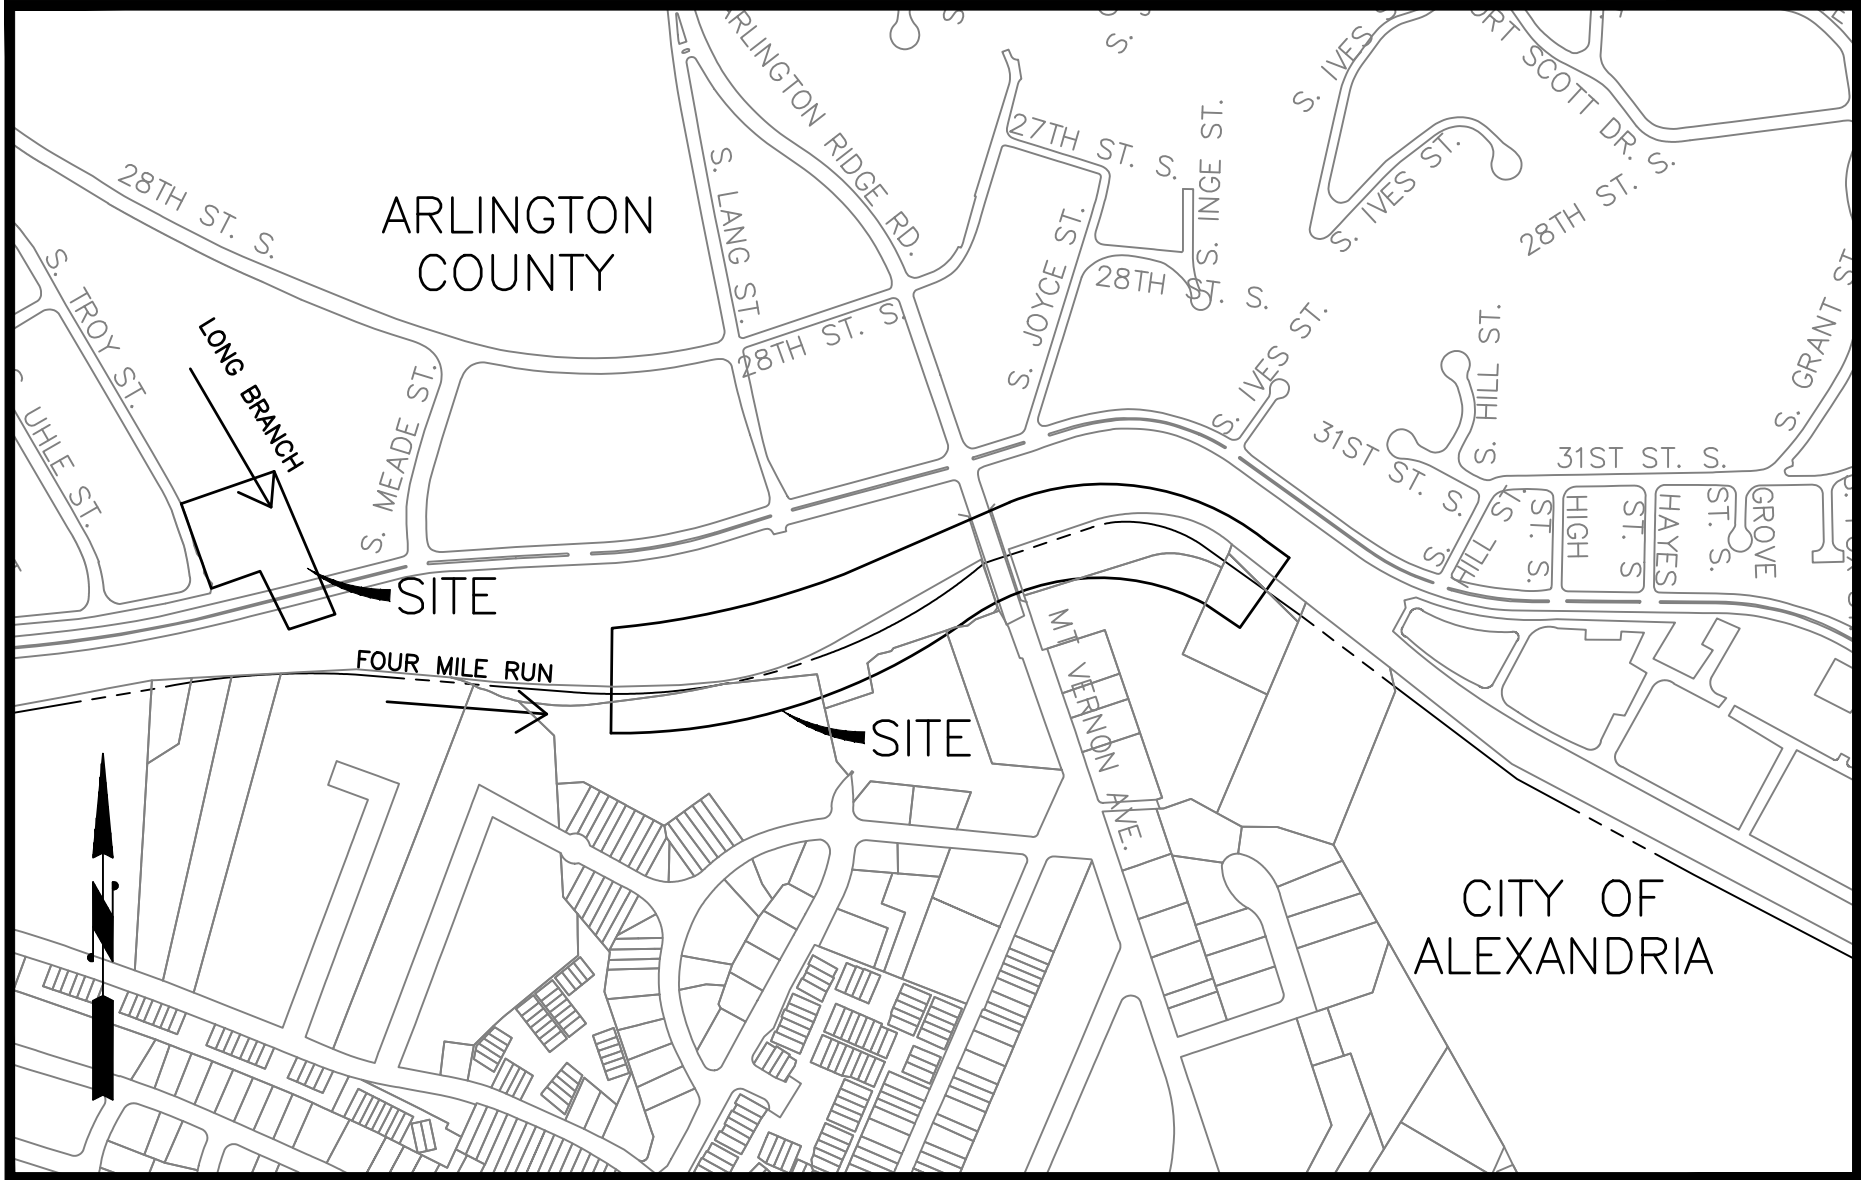 ARLINGTON RIDGE RD.
S. IVES
ORT SCOTT DR. S.
27TH ST. S.
S. INGE ST.
S. IVES ST.
28TH ST. S.
28TH ST. S.
ARLINGTON
COUNTY
S. LANG ST.
S. JOYCE ST.
28TH ST. S.
S. TROY ST.
28TH ST. S.
S. IVES ST.
S. HILL ST.
S. GRANT ST
LONG BRANCH
S. MEADE ST.
UHLE ST.
31ST ST. S.
31ST ST. S.
S. HILL ST.
HIGH
ST. S.
HAYES
ST. S.
GROVE
ST. S.
SITE
FOUR MILE RUN
SITE
MT VERNON AVE.
N
CITY OF
ALEXANDRIA